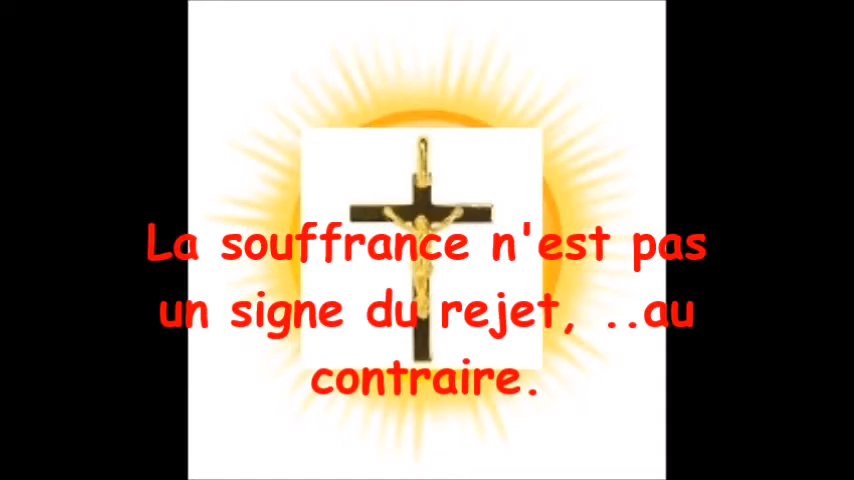 La souffrance n'est pas
un signe du rejet, ..au
contraire.